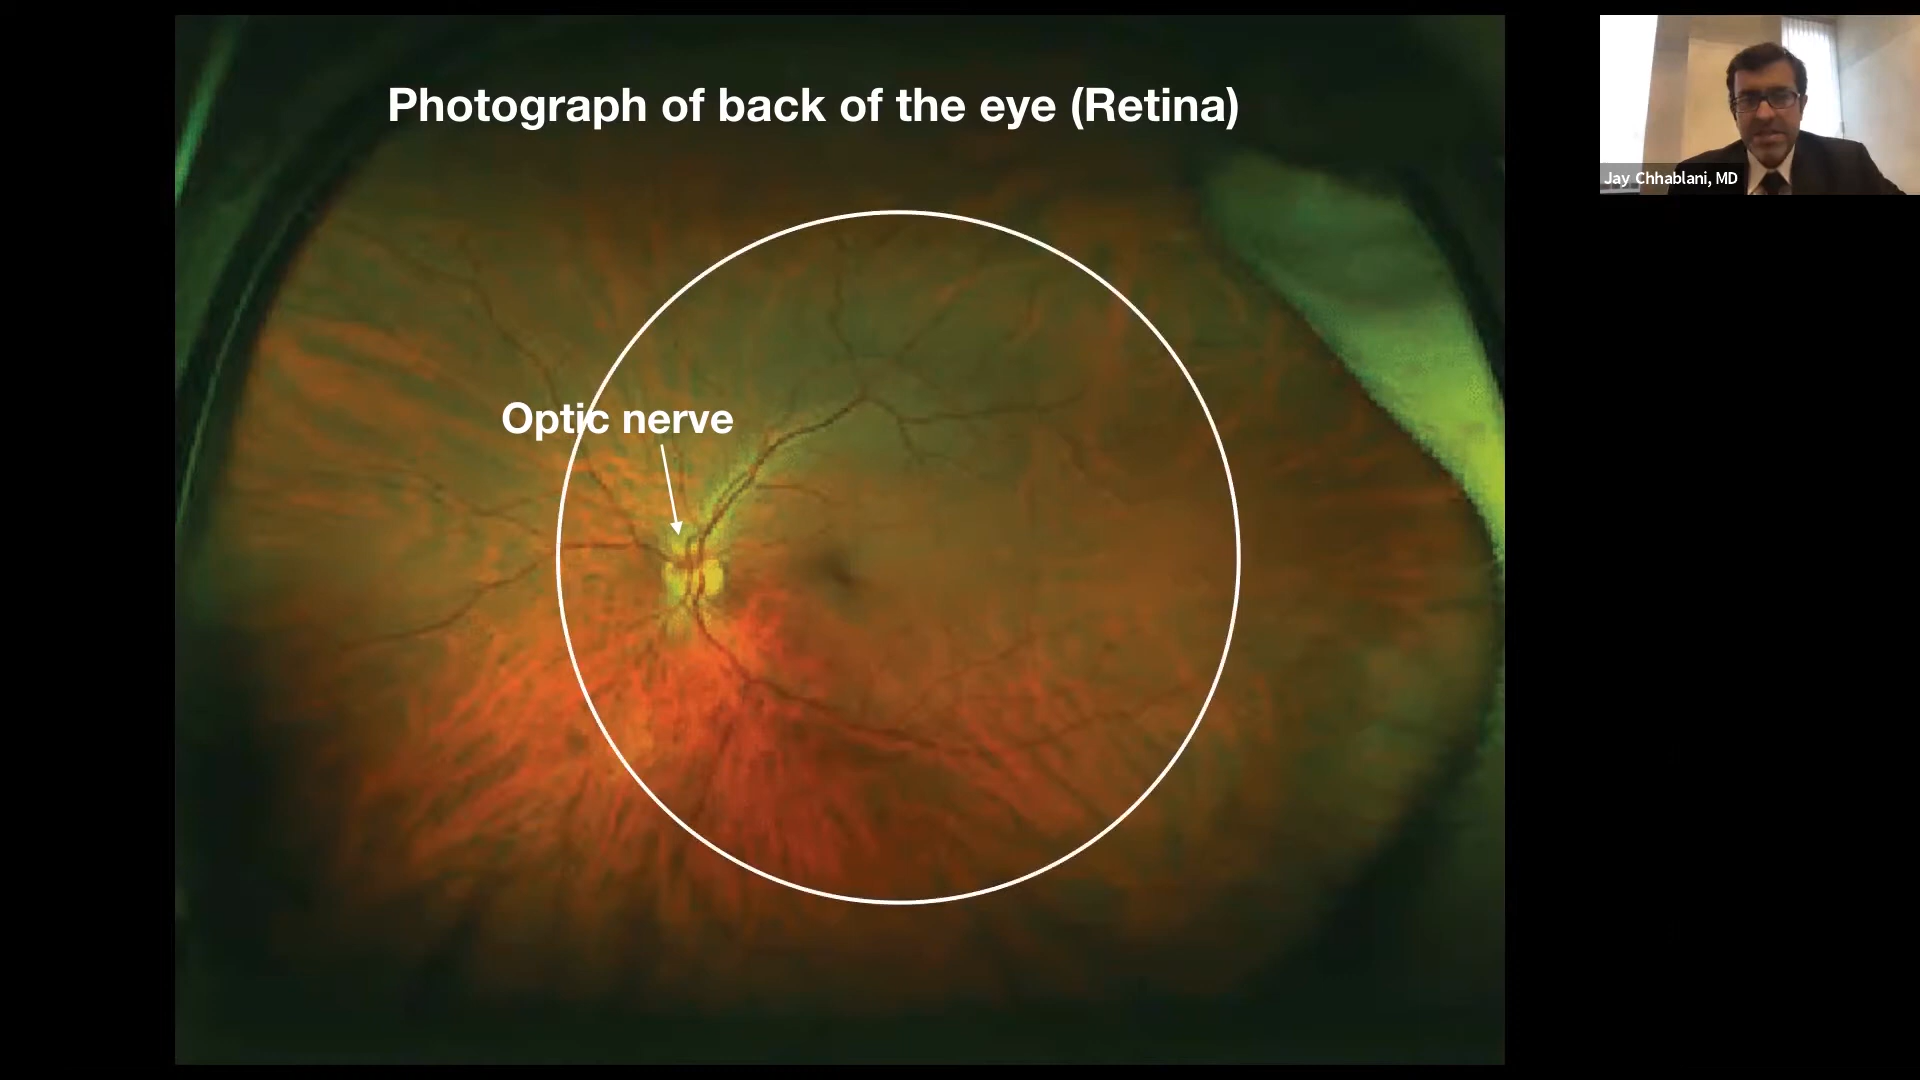 Photograph of back of the eye (Retina)
Optic nerve
Jay Chhablani, MD